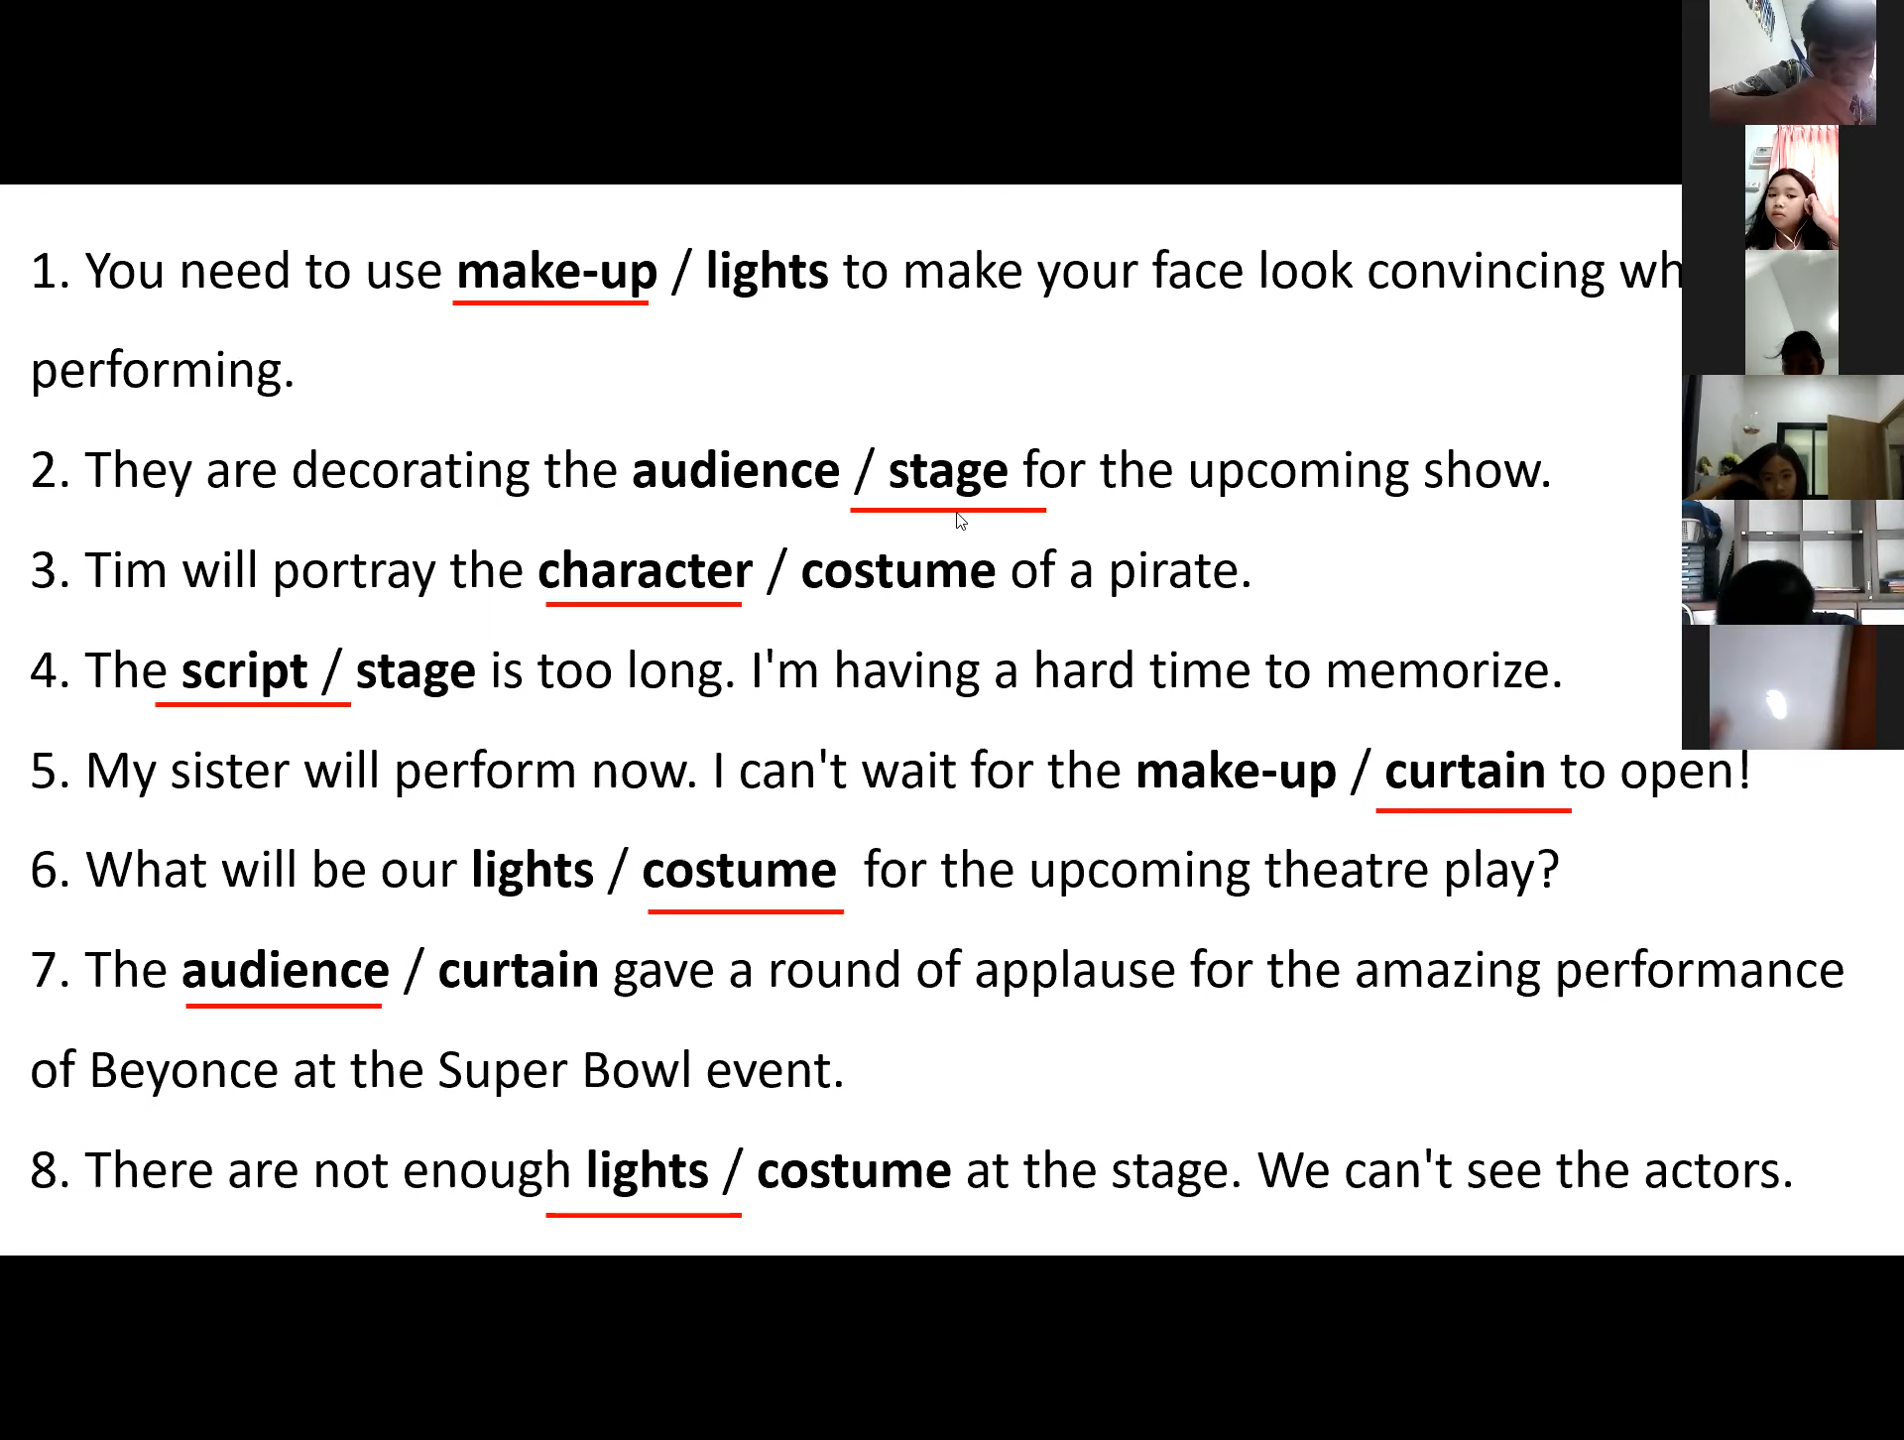 1. You need to use make-up / lights to make your face look convincing wh
performing.
2. They are decorating the audience / stage for the upcoming show.
3. Tim will portray the character / costume of a pirate.
4. The script / stage is too long. I'm having a hard time to memorize.
5. My sister will perform now. I can't wait for the make-up / curtain to open!
6. What will be our lights / costume for the upcoming theatre play?
7. The audience / curtain gave a round of applause for the amazing performance
of Beyonce at the Super Bowl event.
8. There are not enough lights / costume at the stage. We can't see the actors.